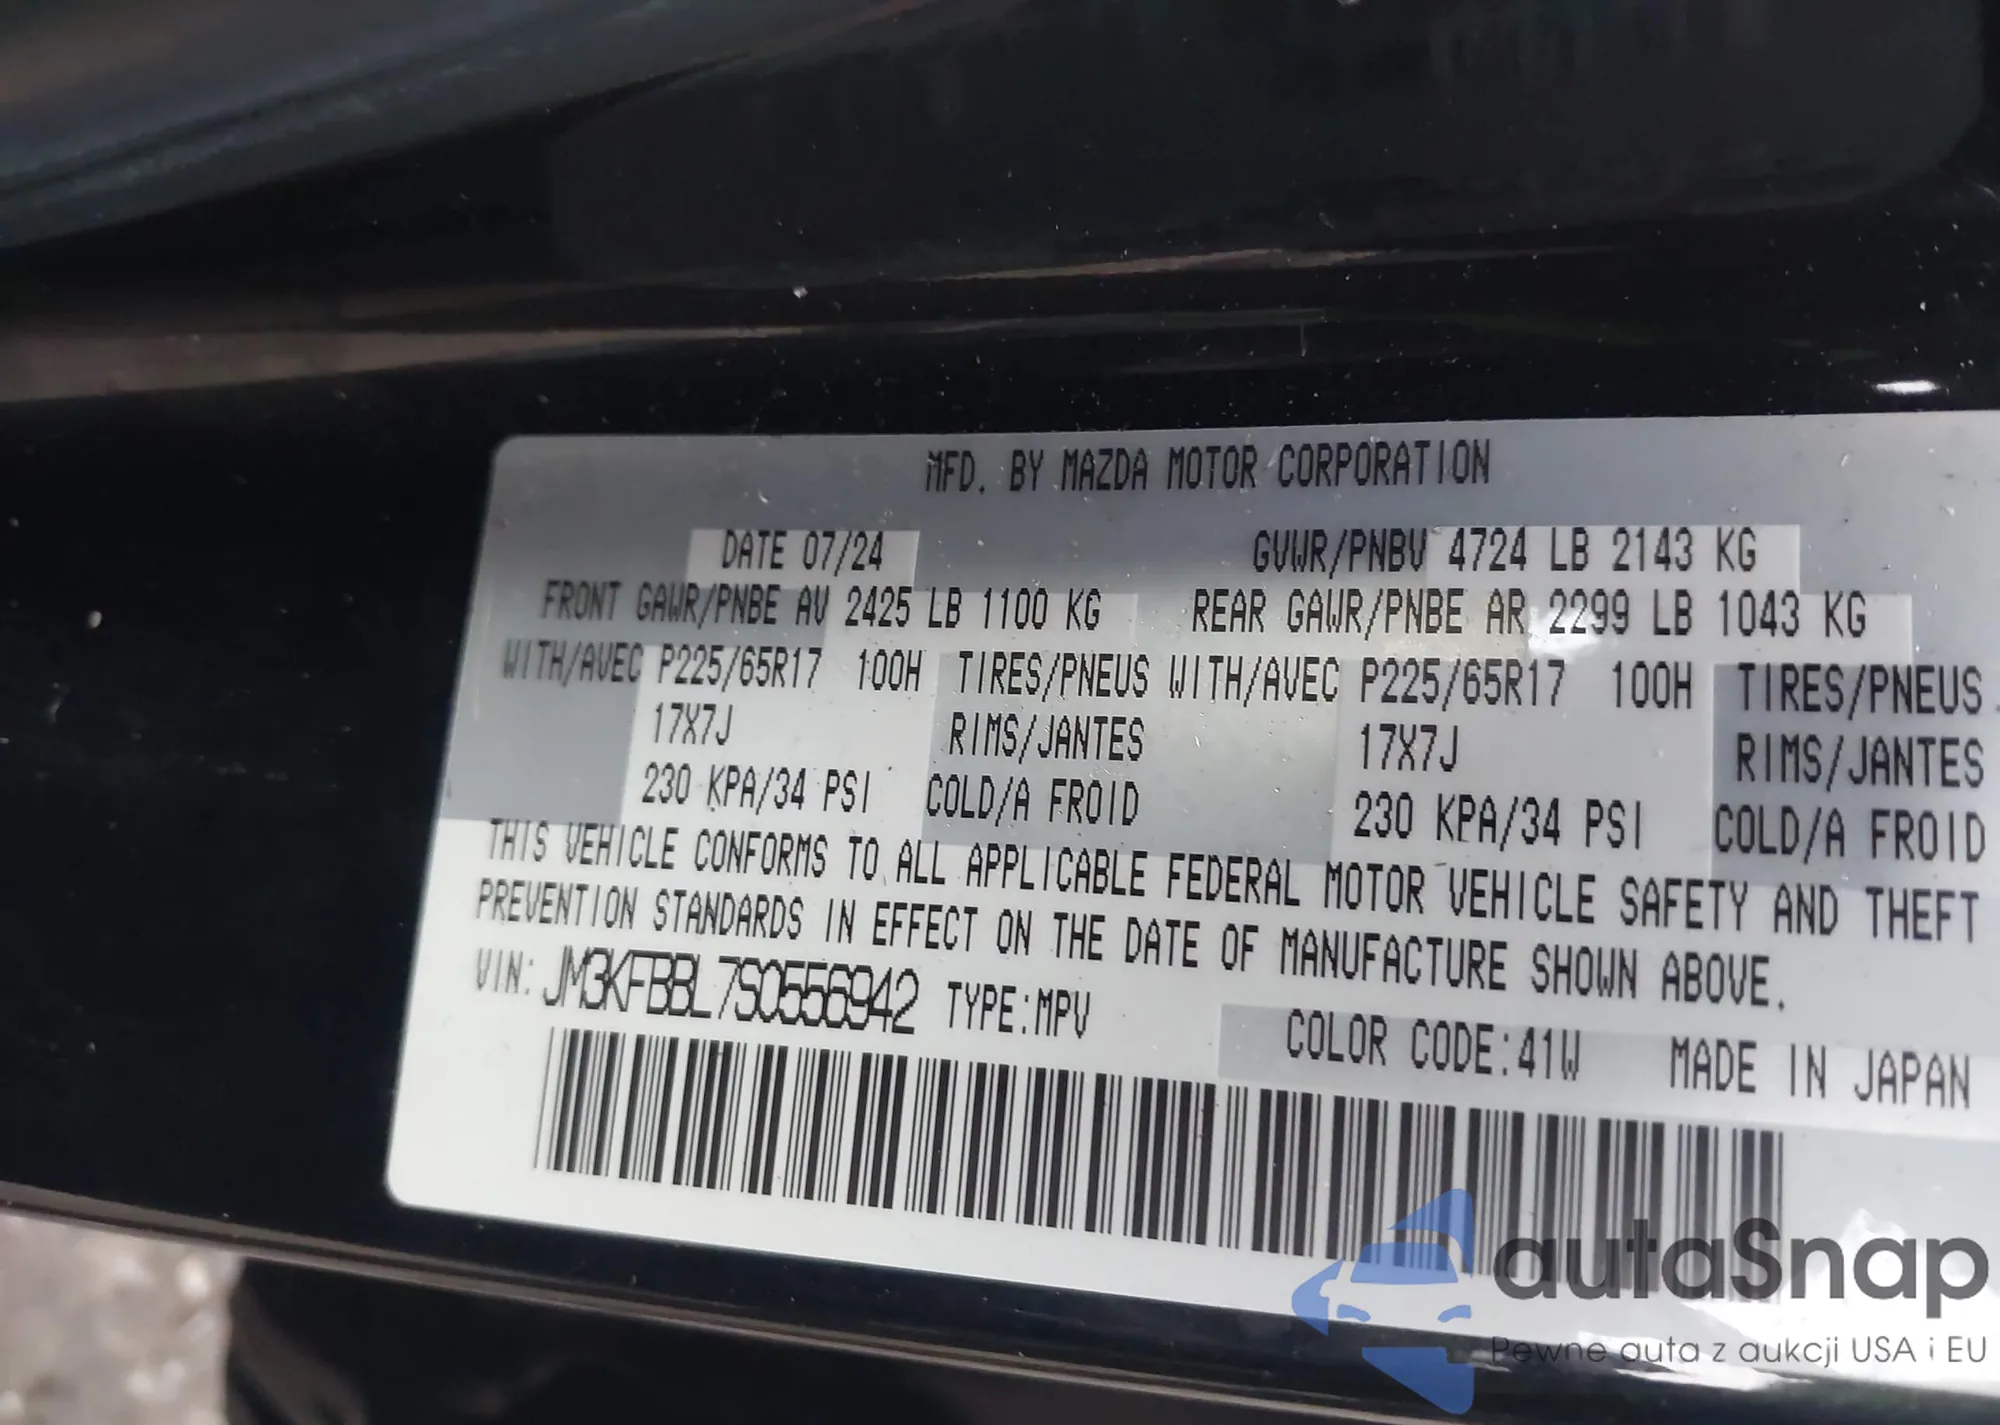 MFD. BY MAZDA MOTOR CORPORATION
DATE 07/24 GVWR/PNBV 4724 LB 2143 KG
FRONT GAWR/PNBE AV 2425 LB 1100 KG REAR GAWR/PNBE AR 2299 LB 1043 KG
WITH/AVEC P225/65R17 100H TIRES/PNEUS WITH/AVEC P225/65R17 100H TIRES/PNEUS
17X7J RIMS/JANTES 17X7J RIMS/JANTES
230 KPA/34 PSI COLD/A FROID 230 KPA/34 PSI COLD/A FROID
THIS VEHICLE CONFORMS TO ALL APPLICABLE FEDERAL MOTOR VEHICLE SAFETY AND THEFT
PREVENTION STANDARDS IN EFFECT ON THE DATE OF MANUFACTURE SHOWN ABOVE.
VIN: JM3KFBBL7S0556942 TYPE:MPV
COLOR CODE:41W MADE IN JAPAN
autaSnap
Pewne auta z aukcji USA i EU